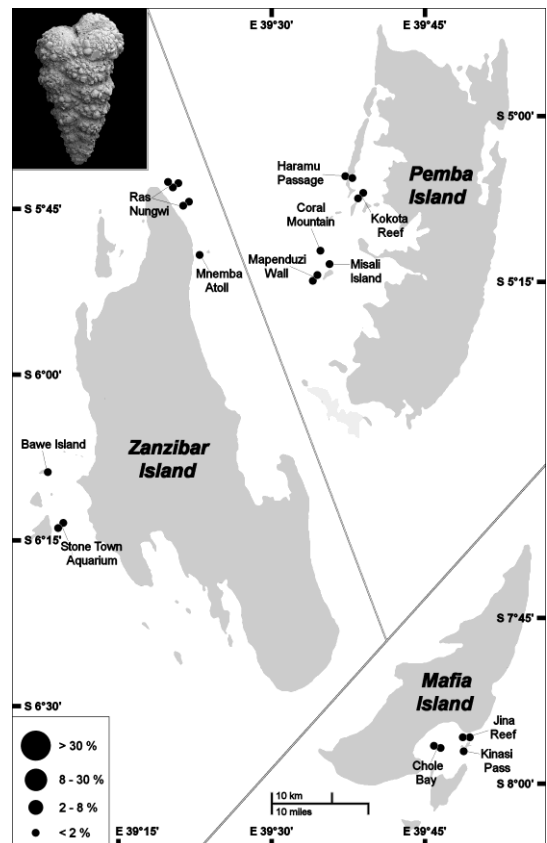 E 39°30'
E 39°45'
S 5°00'
Haramu
Passage
Pemba
Island
Ras
Nungwi
S 5°45'
Coral
Mountain
Kokota
Reef
Mapenduzi
Wall
Misali
Island
Mnemba
Atoll
S 5°15'
S 6°00'
Bawe Island
Zanzibar
Island
S 6°15'
Stone Town
Aquarium
S 7°45'
Mafia
Island
S 6°30'
Jina
Reef
Chole
Bay
Kinasi
Pass
> 30 %
8 - 30 %
2 - 8 %
< 2 %
S 8°00'
10 km
10 miles
E 39°15'
E 39°30'
E 39°45'